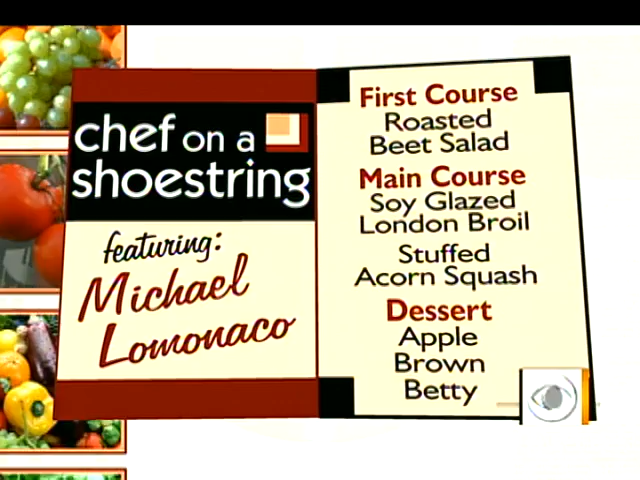 chef on a
shoestring
featuring:
Michael
Lomonaco
First Course
Roasted
Beet Salad
Main Course
Soy Glazed
London Broil
Stuffed
Acorn Squash
Dessert
Apple
Brown
Betty